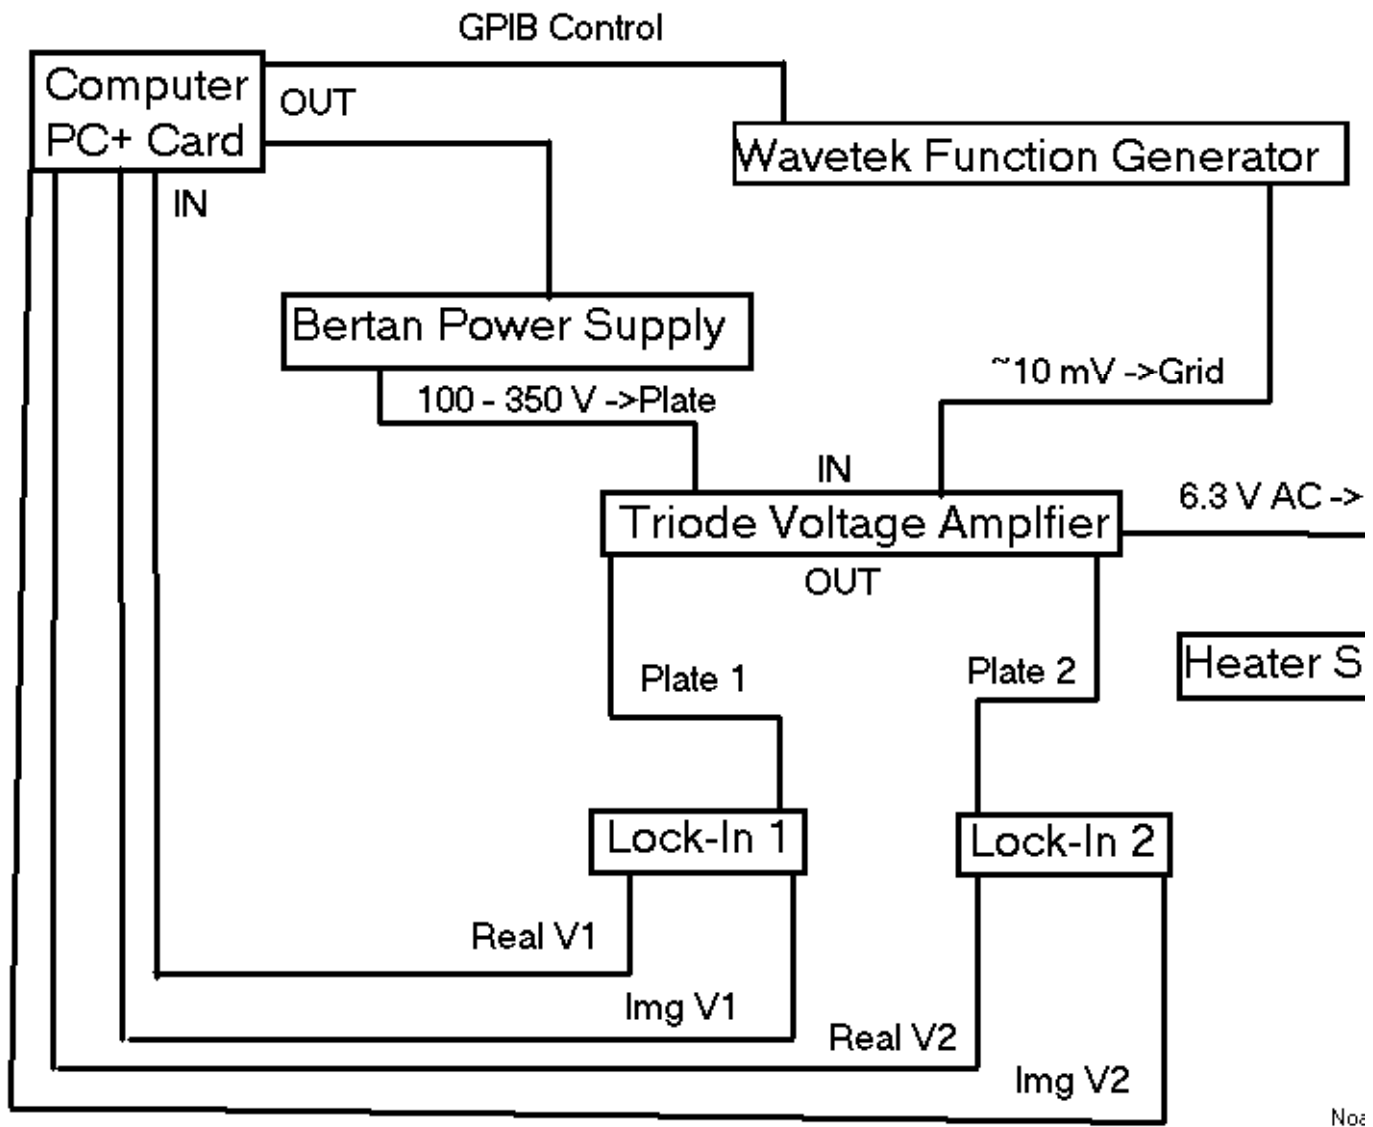 GPIB Control
Computer
PC+ Card
OUT
IN
Wavetek Function Generator
Bertan Power Supply
100 - 350 V ->Plate
~10 mV ->Grid
IN
6.3 V AC ->
Triode Voltage Amplfier
OUT
Plate 1
Plate 2
Heater S
Lock-In 1
Lock-In 2
Real V1
Img V1
Real V2
Img V2
Noa